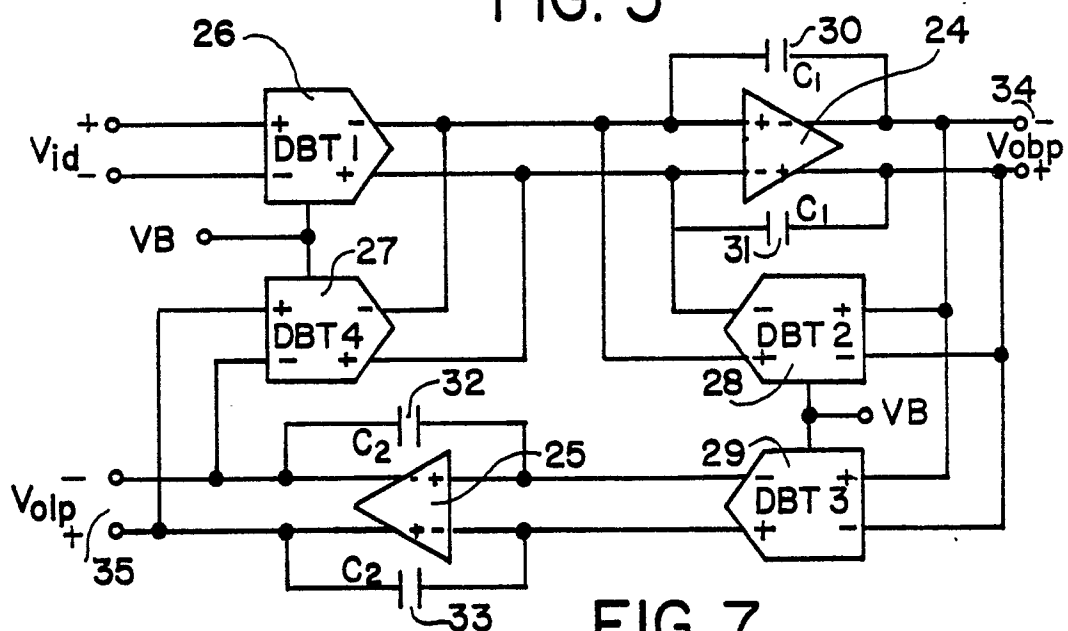 FIG. 5
26
30
24
C1
34
+
+
-
+ -
-
Vid
DBT 1
Vobp
-
-
+
- +
+
C1
VB
31
27
+
-
-
+
DBT 4
DBT 2
-
+
+
-
32
28
VB
C2
25
29
-
- +
-
+
Volp
DBT 3
+
+ -
+
-
35
C2
33
FIG. 7